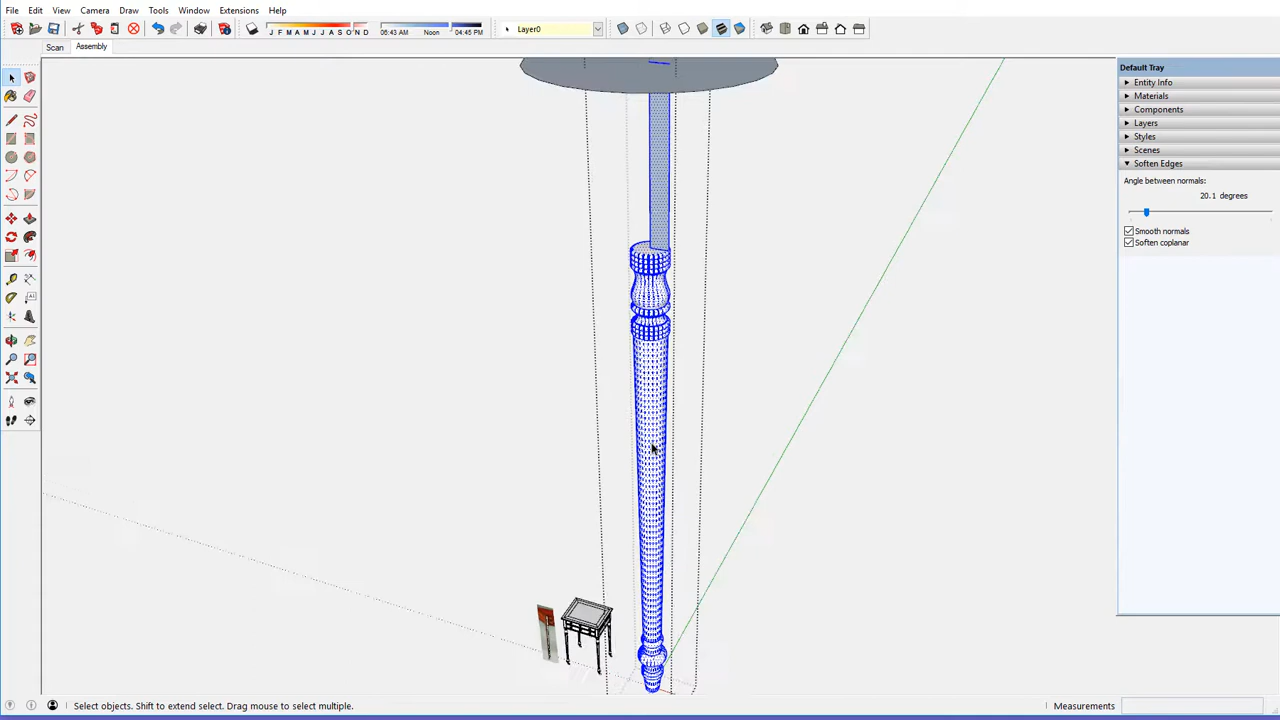 File Edit View Camera Draw Tools Window Extensions Help
J F M A M J J A S O N D
06:43 AM Noon 04:45 PM
Layer0
Scan Assembly
Default Tray
Entity Info
Materials
Components
Layers
Styles
Scenes
Soften Edges
Angle between normals:
20.1 degrees
Smooth normals
Soften coplanar
Select objects. Shift to extend select. Drag mouse to select multiple.
Measurements